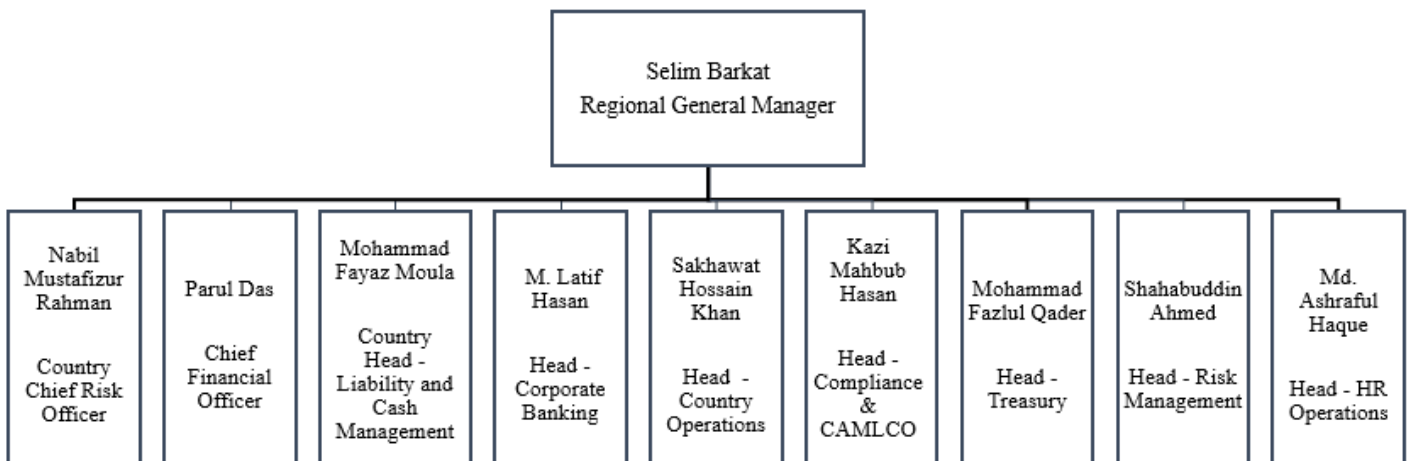 Selim Barkat
Regional General Manager
Nabil
Mustafizur
Rahman
Country
Chief Risk
Officer
Parul Das
Chief
Financial
Officer
Mohammad
Fayaz Moula
Country
Head -
Liability and
Cash
Management
M. Latif
Hasan
Head -
Corporate
Banking
Sakhawat
Hossain
Khan
Head -
Country
Operations
Kazi
Mahbub
Hasan
Head -
Compliance
&
CAMLCO
Mohammad
Fazlul Qader
Head -
Treasury
Shahabuddin
Ahmed
Head - Risk
Management
Md.
Ashraful
Haque
Head - HR
Operations